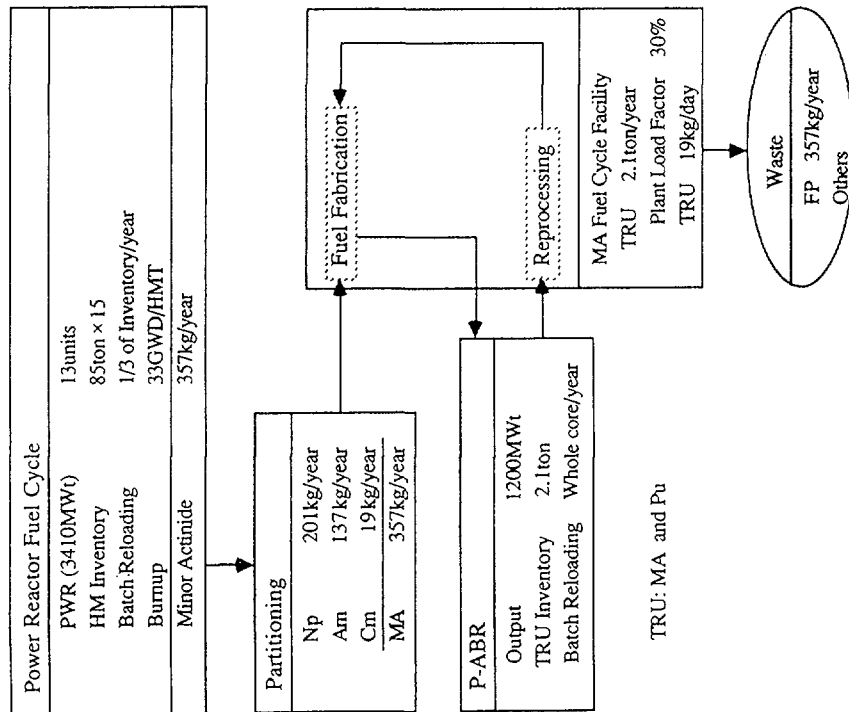 Power Reactor Fuel Cycle
PWR (3410MWt) 13units
HM Inventory 85ton × 15
Batch Reloading 1/3 of Inventory/year
Burnup 33GWD/HMT
Minor Actinide 357kg/year
Partitioning
Np 201kg/year
Am 137kg/year
Cm 19kg/year
MA 357kg/year
Fuel Fabrication
Reprocessing
MA Fuel Cycle Facility
TRU 2.1ton/year
Plant Load Factor 30%
TRU 19kg/day
P-ABR
Output 1200MWt
TRU Inventory 2.1ton
Batch Reloading Whole core/year
Waste
FP 357kg/year
Others
TRU: MA and Pu